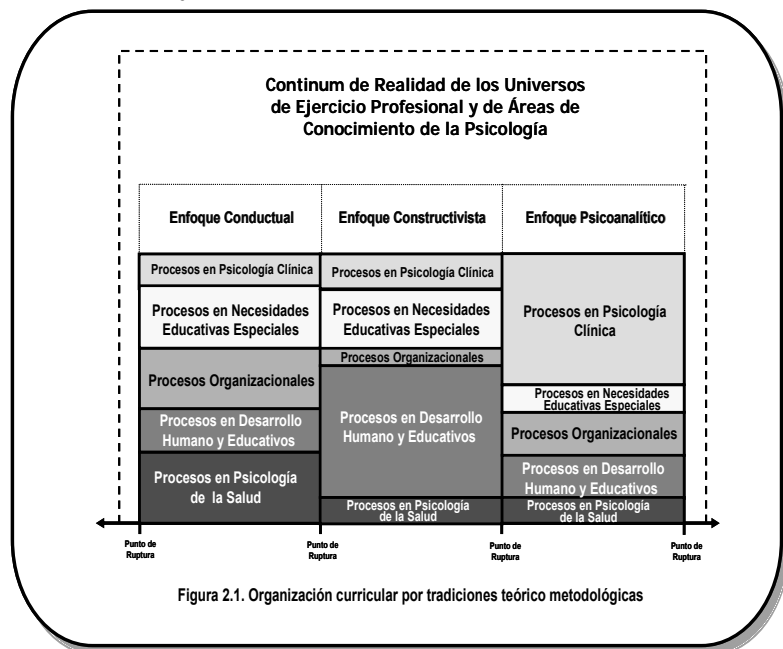 Continum de Realidad de los Universos
de Ejercicio Profesional y de Áreas de
Conocimiento de la Psicología
Enfoque Conductual
Enfoque Constructivista
Enfoque Psicoanalítico
Procesos en Psicología Clínica
Procesos en Necesidades
Educativas Especiales
Procesos Organizacionales
Procesos en Desarrollo
Humano y Educativos
Procesos en Psicología
de la Salud
Procesos en Psicología Clínica
Procesos en Necesidades
Educativas Especiales
Procesos Organizacionales
Procesos en Desarrollo
Humano y Educativos
Procesos en Psicología
de la Salud
Procesos en Psicología
Clínica
Procesos en Necesidades
Educativas Especiales
Procesos Organizacionales
Procesos en Desarrollo
Humano y Educativos
Procesos en Psicología
de la Salud
Punto de
Ruptura
Punto de
Ruptura
Punto de
Ruptura
Punto de
Ruptura
Figura 2.1. Organización curricular por tradiciones teórico metodológicas